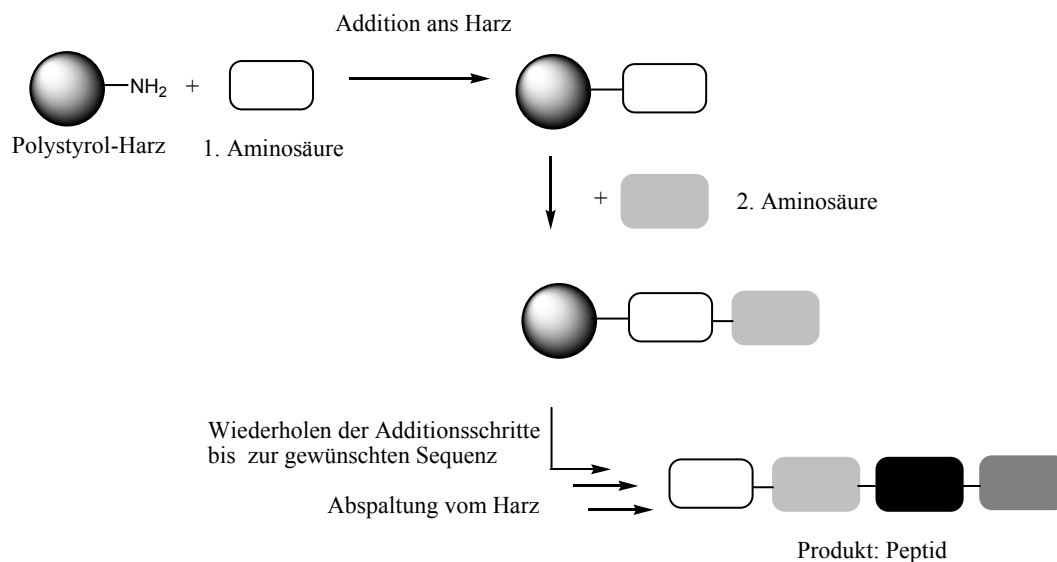 Addition ans Harz
NH2 +
Polystyrol-Harz
1. Aminosäure
+ 2. Aminosäure
Wiederholen der Additionsschritte
bis zur gewünschten Sequenz
Abspaltung vom Harz
Produkt: Peptid